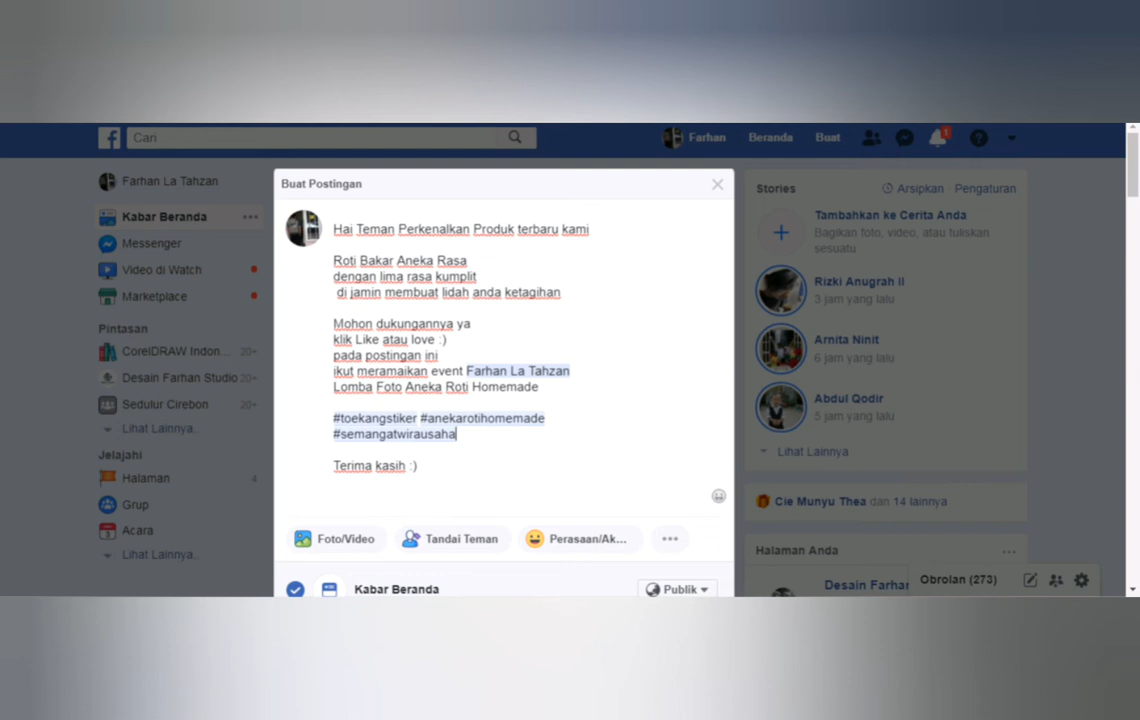 Cari
Farhan
Beranda
Buat
1
Farhan La Tahzan
Kabar Beranda
Messenger
Video di Watch
Marketplace
Pintasan
CorelDRAW Indon... 20+
Desain Farhan Studio 20+
Sedulur Cirebon 20+
Lihat Lainnya..
Jelajahi
Halaman 4
Grup
Acara
Lihat Lainnya..
Buat Postingan
Hai Teman Perkenalkan Produk terbaru kami
Roti Bakar Aneka Rasa
dengan lima rasa kumplit
di jamin membuat lidah anda ketagihan
Mohon dukungannya ya
klik Like atau love :)
pada postingan ini
ikut meramaikan event Farhan La Tahzan
Lomba Foto Aneka Roti Homemade
#toekangstiker #anekarotihomemade
#semangatwirausaha
Terima kasih :)
Foto/Video
Tandai Teman
Perasaan/Ak...
Kabar Beranda
Publik
Stories
Arsipkan · Pengaturan
Tambahkan ke Cerita Anda
Bagikan foto, video, atau tuliskan
sesuatu
Rizki Anugrah II
3 jam yang lalu
Arnita Ninit
6 jam yang lalu
Abdul Qodir
5 jam yang lalu
Lihat Lainnya
Cie Munyu Thea dan 14 lainnya
Halaman Anda
Desain Farhan
Obrolan (273)